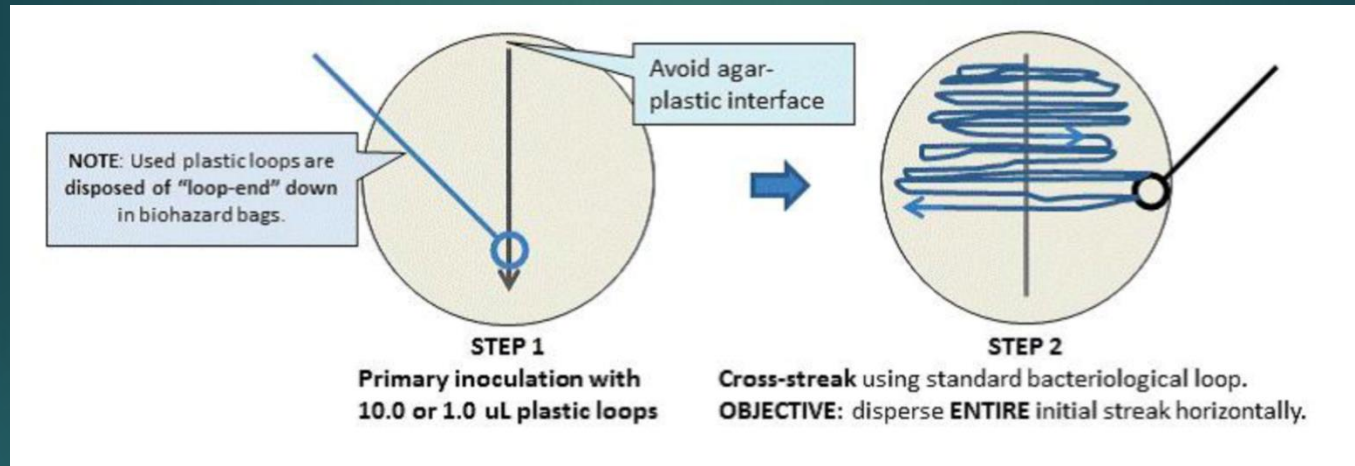 NOTE: Used plastic loops are
disposed of "loop-end" down
in biohazard bags.
Avoid agar-
plastic interface
STEP 1
Primary inoculation with
10.0 or 1.0 uL plastic loops
STEP 2
Cross-streak using standard bacteriological loop.
OBJECTIVE: disperse ENTIRE initial streak horizontally.